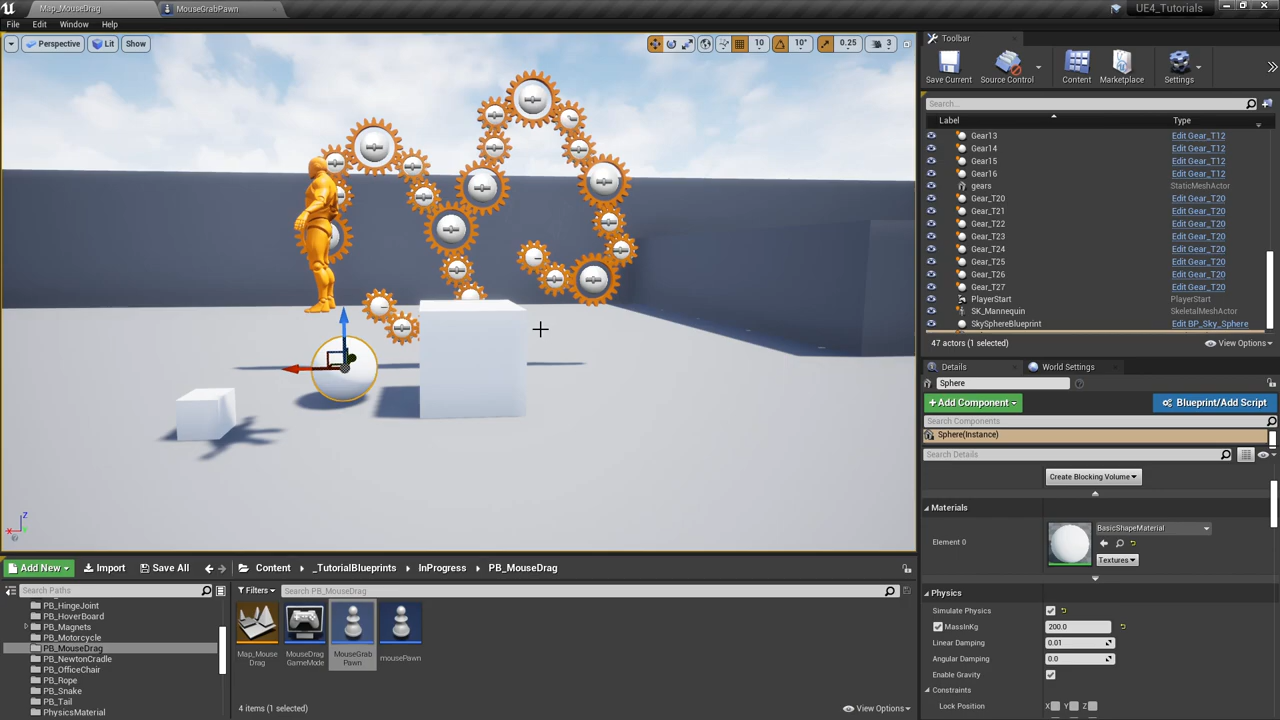 Map_MouseDrag
MouseGrabPawn
UE4_Tutorials
File Edit Window Help
Perspective Lit Show
10 10° 0.25 3
Toolbar
Save Current Source Control Content Marketplace Settings
Search...
Label Type
Gear13 Edit Gear_T12
Gear14 Edit Gear_T12
Gear15 Edit Gear_T12
Gear16 Edit Gear_T12
gears StaticMeshActor
Gear_T20 Edit Gear_T20
Gear_T21 Edit Gear_T20
Gear_T22 Edit Gear_T20
Gear_T23 Edit Gear_T20
Gear_T24 Edit Gear_T20
Gear_T25 Edit Gear_T20
Gear_T26 Edit Gear_T20
Gear_T27 Edit Gear_T20
PlayerStart PlayerStart
SK_Mannequin SkeletalMeshActor
SkySphereBlueprint Edit BP_Sky_Sphere
47 actors (1 selected) View Options
Details World Settings
Sphere
+Add Component Blueprint/Add Script
Search Components
Sphere(Instance)
Search Details
Create Blocking Volume
Materials
Element 0
BasicShapeMaterial
Textures
Physics
Simulate Physics
MassInKg 200.0
Linear Damping 0.01
Angular Damping 0.0
Enable Gravity
Constraints
Lock Position X Y Z
Z
X
Add New Import Save All Content _TutorialBlueprints InProgress PB_MouseDrag
Search Paths
Filters Search PB_MouseDrag
PB_HingeJoint
PB_HoverBoard
PB_Magnets
PB_Motorcycle
PB_MouseDrag
PB_NewtonCradle
PB_OfficeChair
PB_Rope
PB_Snake
PB_Tail
PhysicsMaterial
Map_Mouse
Drag
MouseDrag
GameMode
MouseGrab
Pawn
mousePawn
4 items (1 selected) View Options